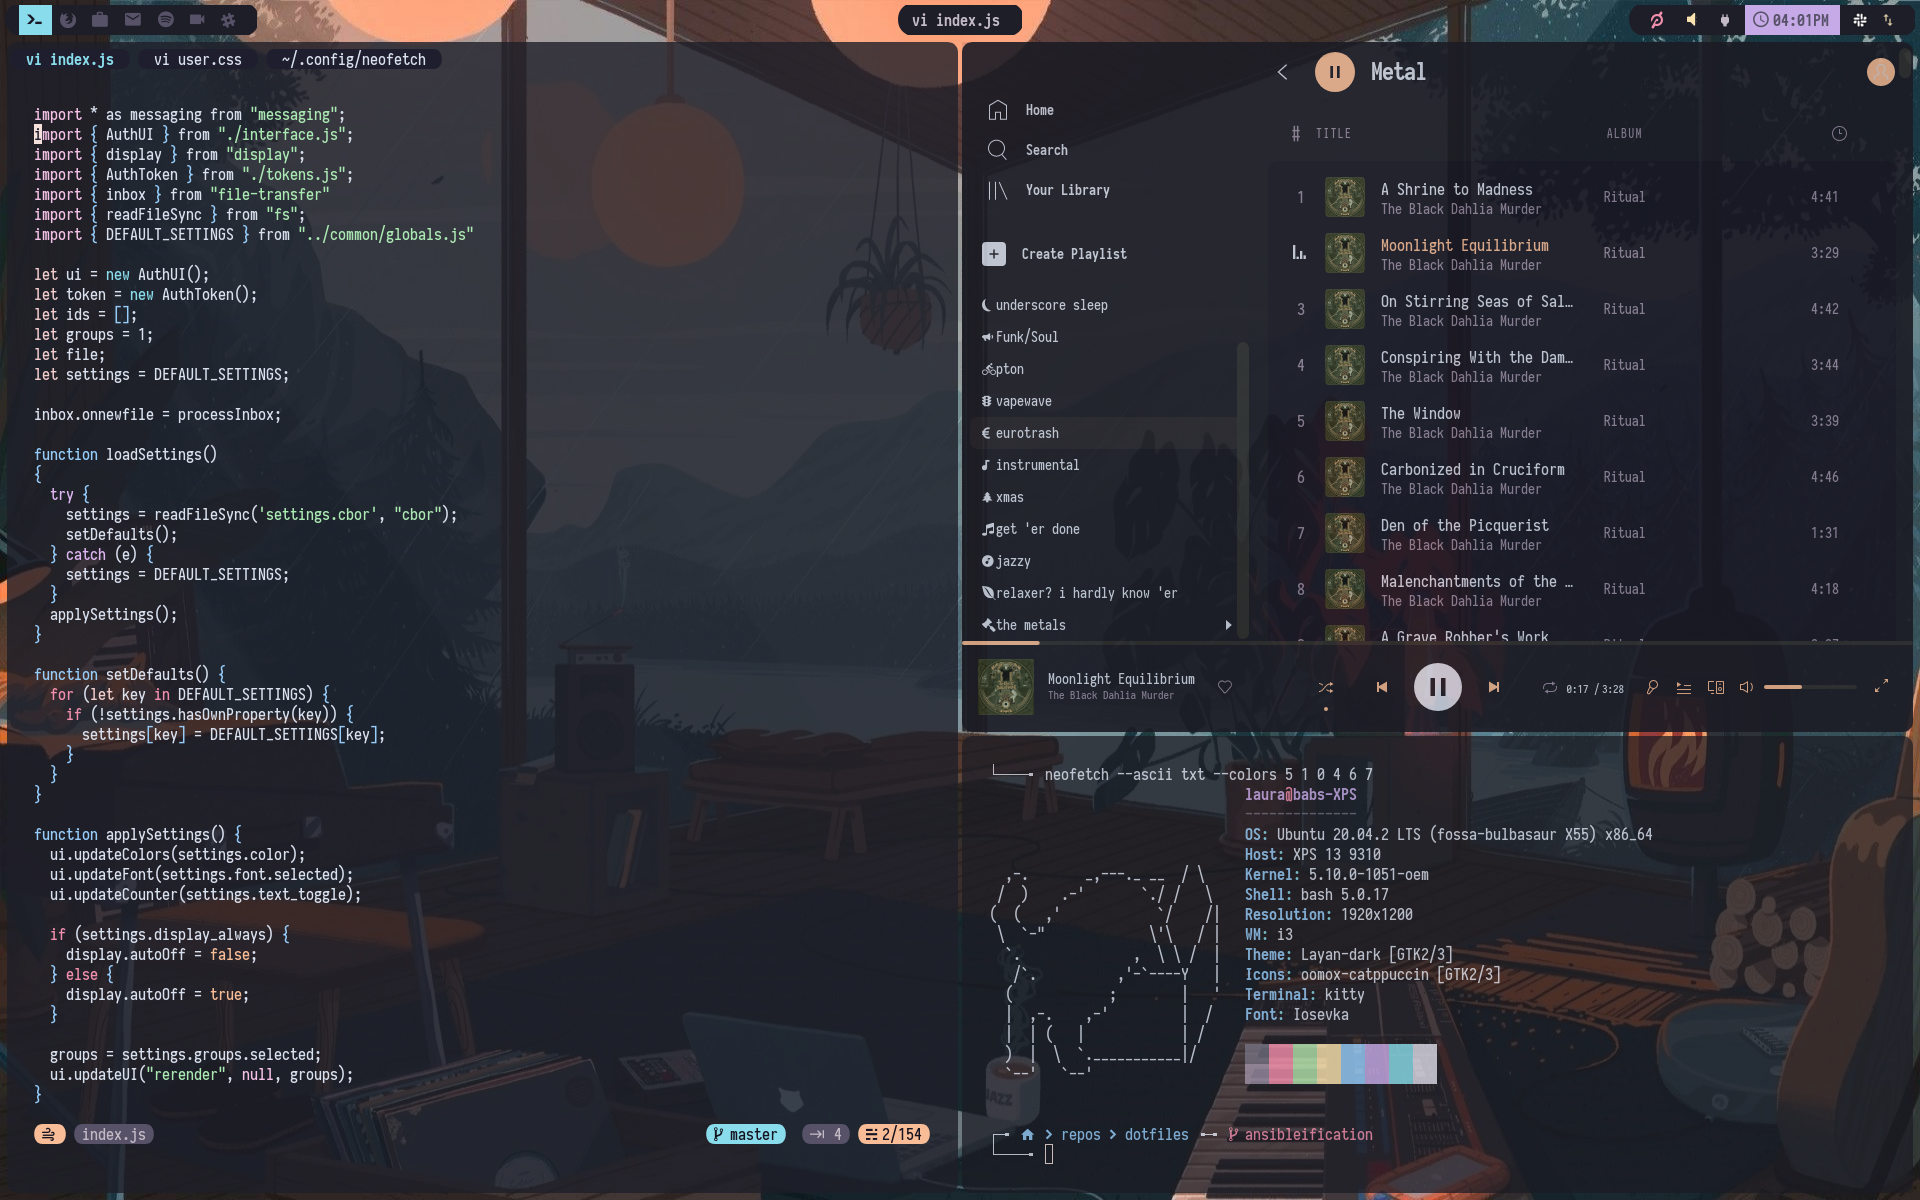 vi index.js
04:01PM
vi index.js
vi user.css
~/.config/neofetch
import * as messaging from "messaging";
import { AuthUI } from "./interface.js";
import { display } from "display";
import { AuthToken } from "./tokens.js";
import { inbox } from "file-transfer"
import { readFileSync } from "fs";
import { DEFAULT_SETTINGS } from "../common/globals.js"
let ui = new AuthUI();
let token = new AuthToken();
let ids = [];
let groups = 1;
let file;
let settings = DEFAULT_SETTINGS;
inbox.onnewfile = processInbox;
function loadSettings()
{
  try {
    settings = readFileSync('settings.cbor', "cbor");
    setDefaults();
  } catch (e) {
    settings = DEFAULT_SETTINGS;
  }
  applySettings();
}
function setDefaults() {
  for (let key in DEFAULT_SETTINGS) {
    if (!settings.hasOwnProperty(key)) {
      settings[key] = DEFAULT_SETTINGS[key];
    }
  }
}
function applySettings() {
  ui.updateColors(settings.color);
  ui.updateFont(settings.font.selected);
  ui.updateCounter(settings.text_toggle);
  if (settings.display_always) {
    display.autoOff = false;
  } else {
    display.autoOff = true;
  }
  groups = settings.groups.selected;
  ui.updateUI("rerender", null, groups);
}
index.js
master
4
2/154
Home
Search
Your Library
Create Playlist
underscore sleep
Funk/Soul
pton
vapewave
eurotrash
instrumental
xmas
get 'er done
jazzy
relaxer? i hardly know 'er
the metals
Metal
# TITLE ALBUM
1 A Shrine to Madness Ritual 4:41
The Black Dahlia Murder
Moonlight Equilibrium Ritual 3:29
The Black Dahlia Murder
3 On Stirring Seas of Sal… Ritual 4:42
The Black Dahlia Murder
4 Conspiring With the Dam… Ritual 3:44
The Black Dahlia Murder
5 The Window Ritual 3:39
The Black Dahlia Murder
6 Carbonized in Cruciform Ritual 4:46
The Black Dahlia Murder
7 Den of the Picquerist Ritual 1:31
The Black Dahlia Murder
8 Malenchantments of the … Ritual 4:18
The Black Dahlia Murder
A Grave Robber's Work
Moonlight Equilibrium
The Black Dahlia Murder
0:17 / 3:28
neofetch --ascii txt --colors 5 1 0 4 6 7
laura@babs-XPS
--------------
OS: Ubuntu 20.04.2 LTS (fossa-bulbasaur X55) x86_64
Host: XPS 13 9310
Kernel: 5.10.0-1051-oem
Shell: bash 5.0.17
Resolution: 1920x1200
WM: i3
Theme: Layan-dark [GTK2/3]
Icons: oomox-catppuccin [GTK2/3]
Terminal: kitty
Font: Iosevka
JAZZ
> repos > dotfiles
ansibleification